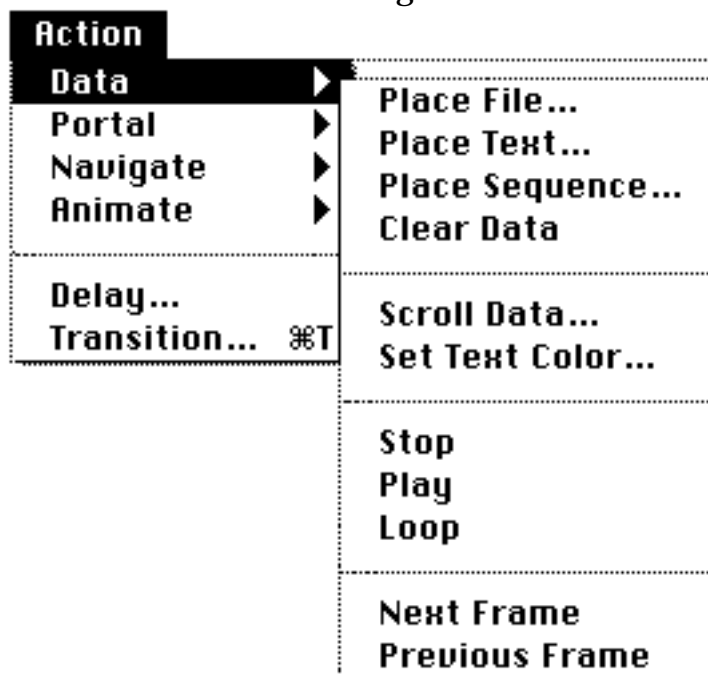 Action
Data
Portal
Navigate
Animate
Delay...
Transition... ⌘T
Place File...
Place Text...
Place Sequence...
Clear Data
Scroll Data...
Set Text Color...
Stop
Play
Loop
Next Frame
Previous Frame